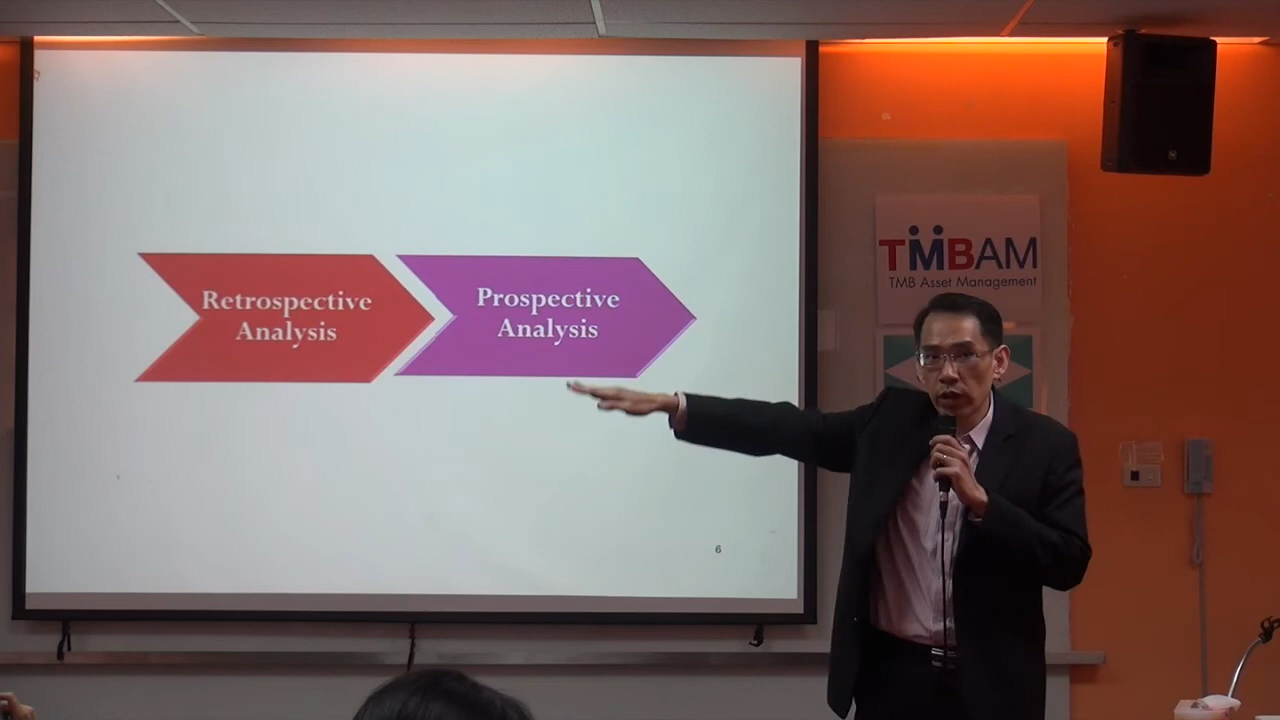 Retrospective
Analysis
Prospective
Analysis
6
TMBAM
TMB Asset Management